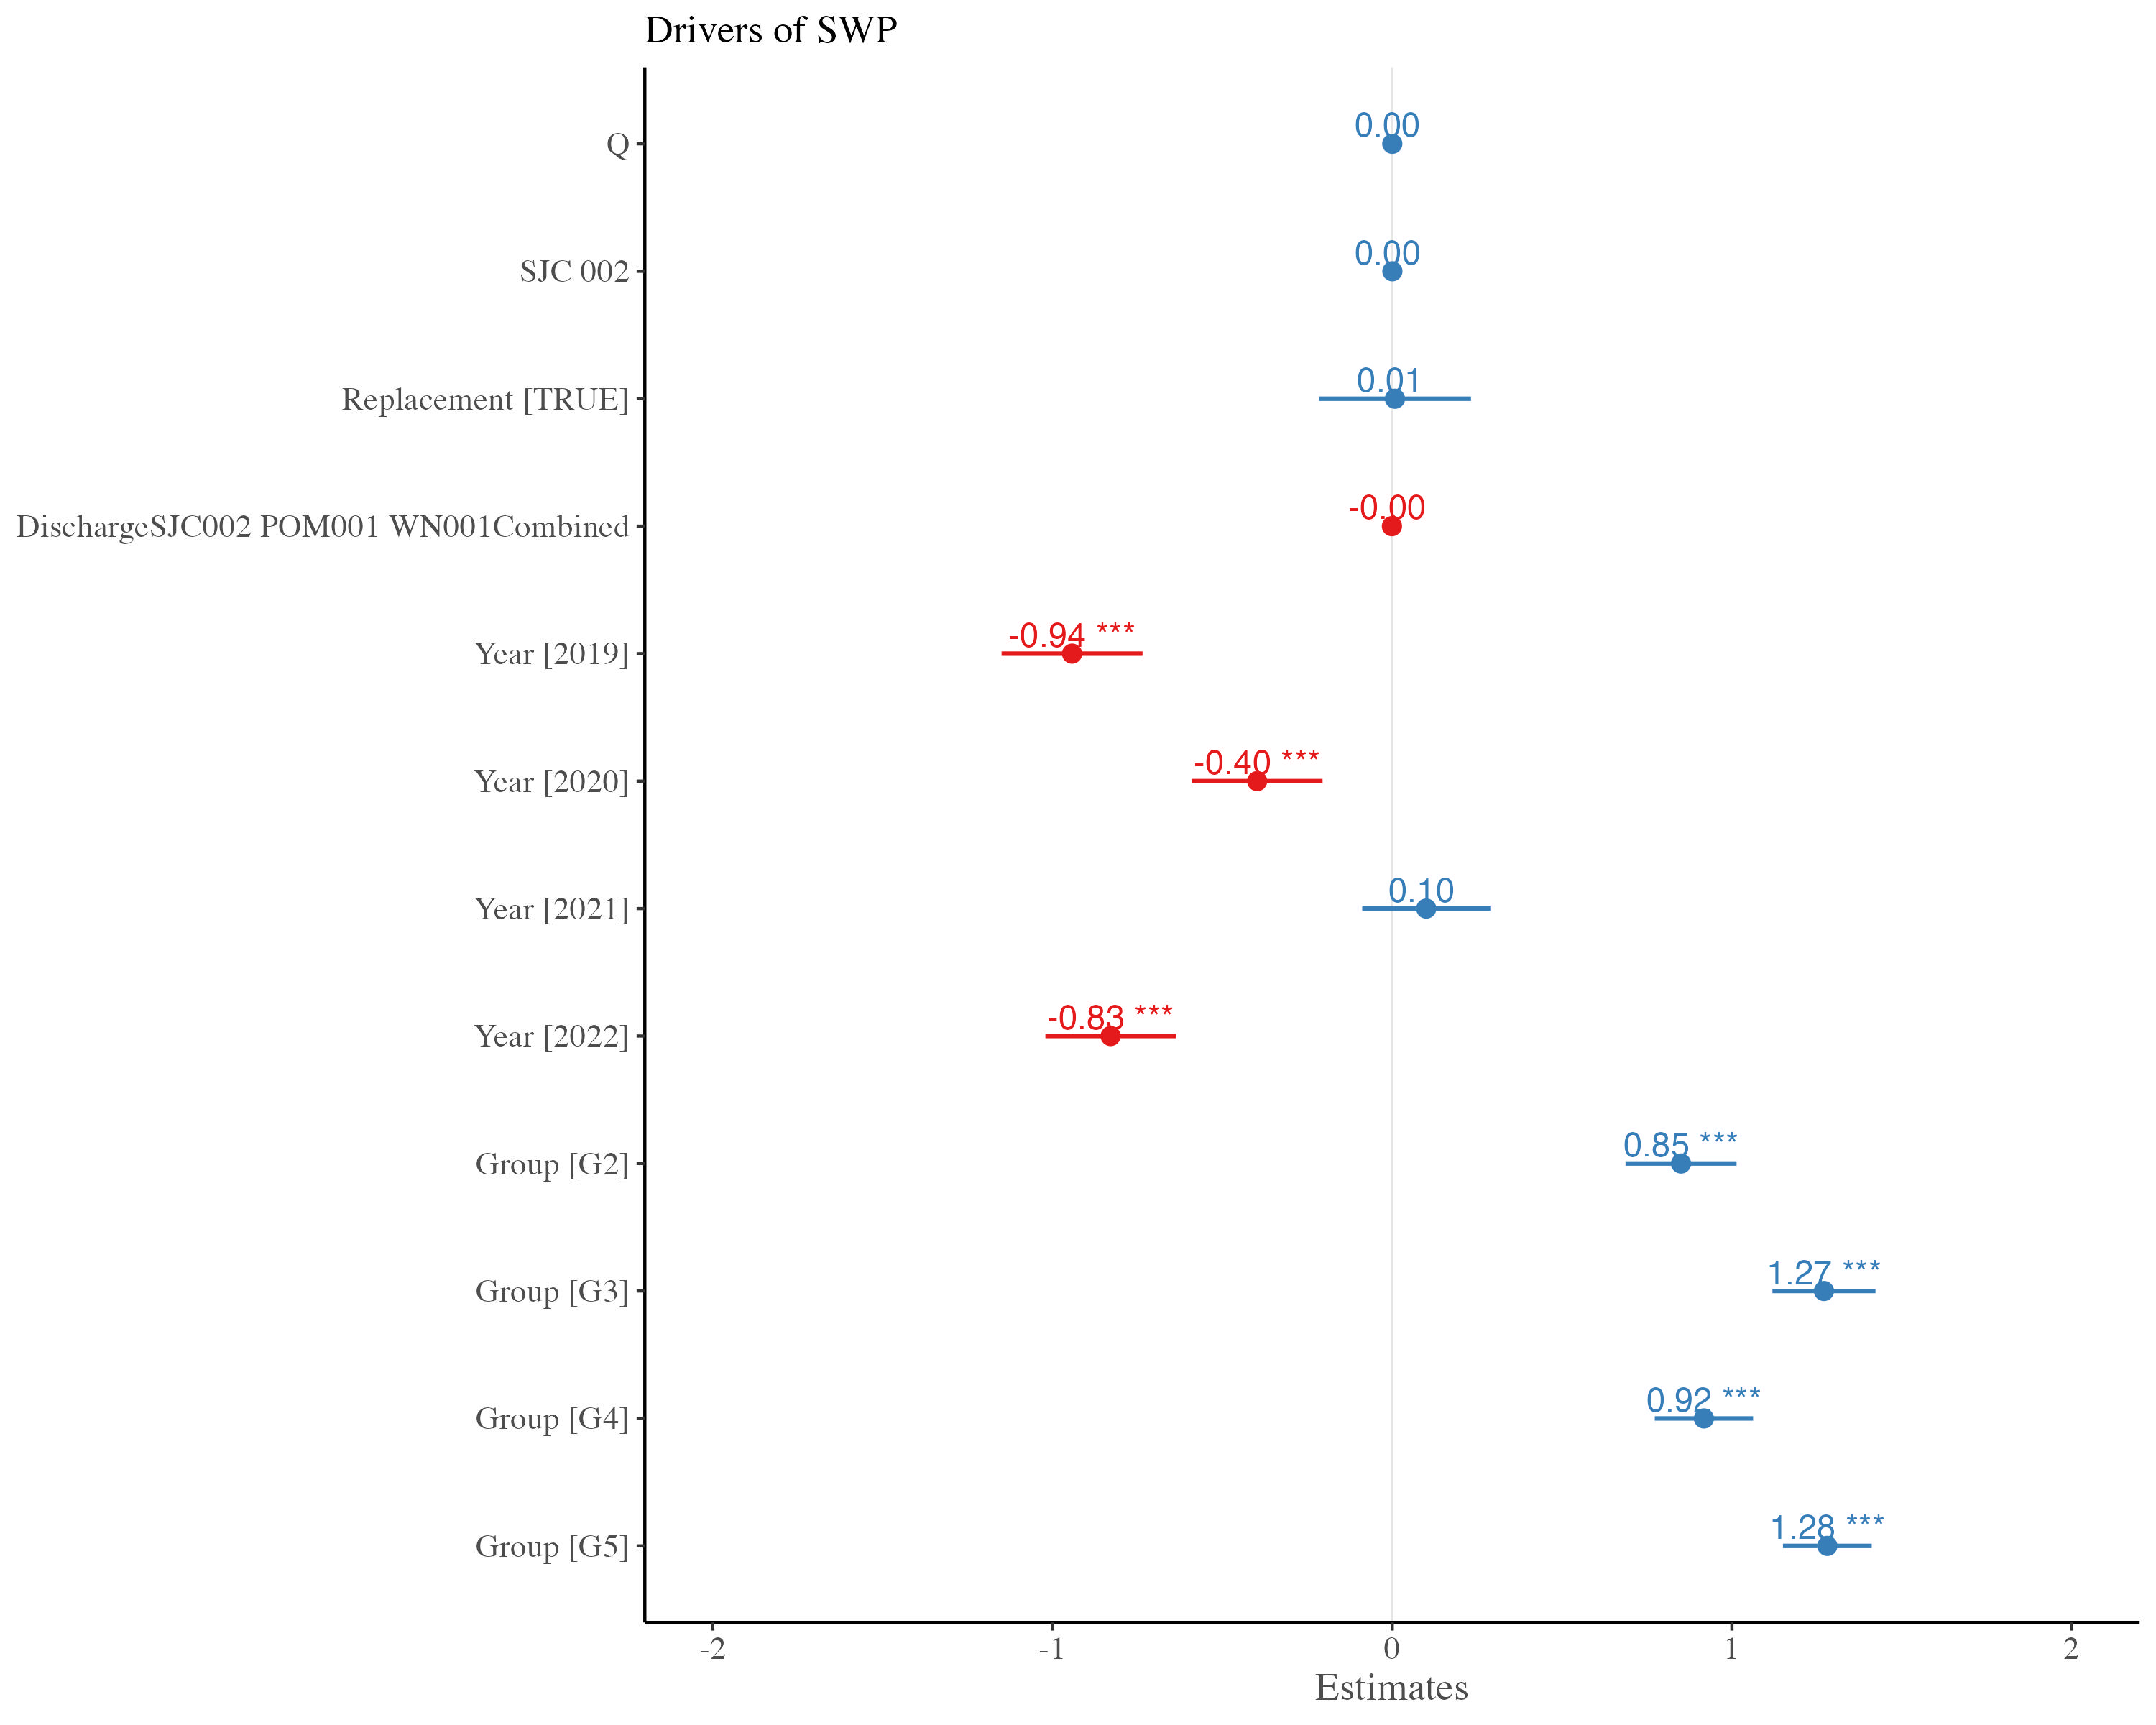 Drivers of SWP
Q
0.00
SJC 002
0.00
Replacement [TRUE]
0.01
DischargeSJC002 POM001 WN001Combined
-0.00
Year [2019]
-0.94 ***
Year [2020]
-0.40 ***
Year [2021]
0.10
Year [2022]
-0.83 ***
Group [G2]
0.85 ***
Group [G3]
1.27 ***
Group [G4]
0.92 ***
Group [G5]
1.28 ***
-2 -1 0 1 2
Estimates